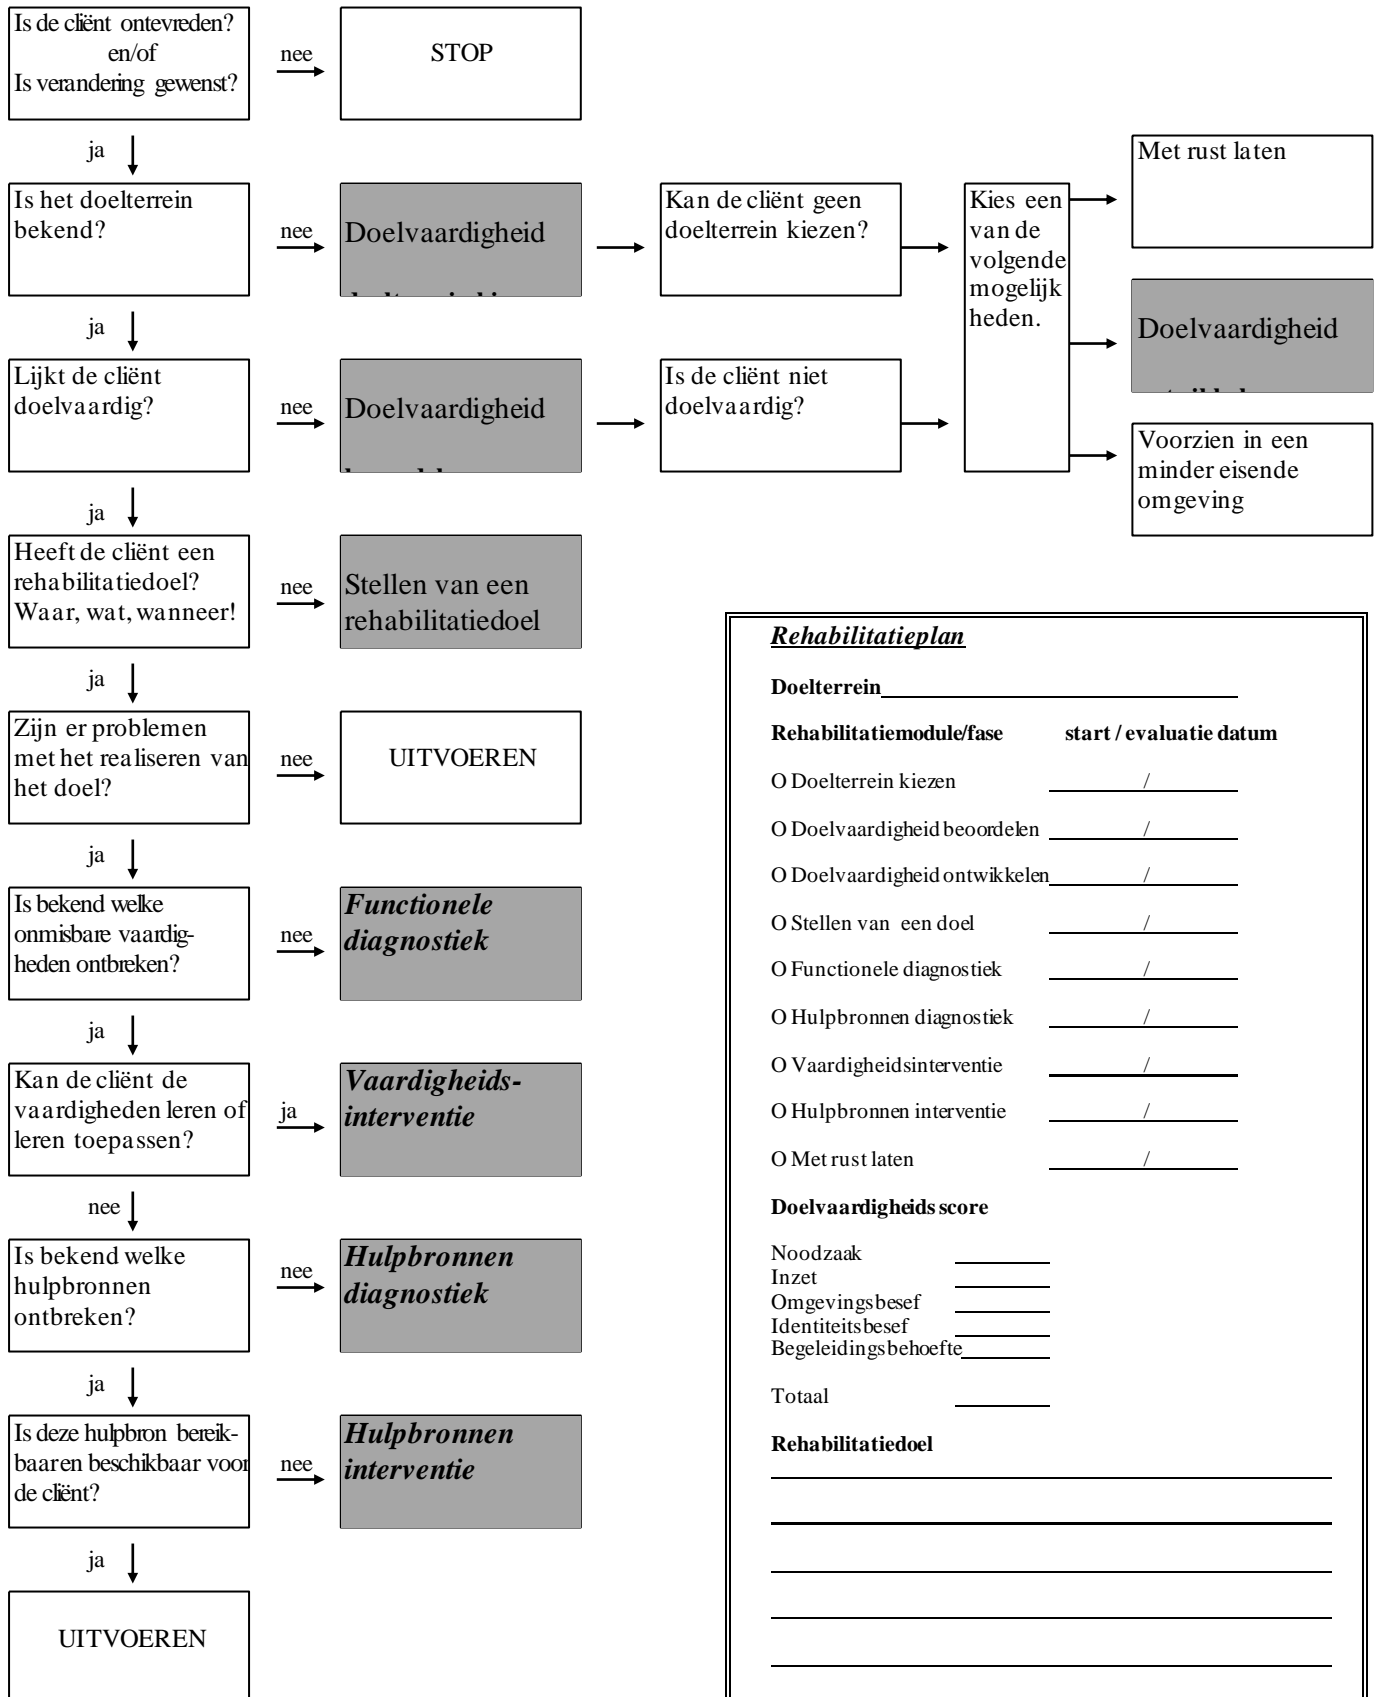 Is de cliënt ontevreden?
en/of
Is verandering gewenst?
nee
STOP
ja
Is het doelterrein
bekend?
nee
Doelvaardigheid
Kan de cliënt geen
doelterrein kiezen?
Kies een
van de
volgende
mogelijk
heden.
Met rust laten
Doelvaardigheid
Voorzien in een
minder eisende
omgeving
ja
Lijkt de cliënt
doelvaardig?
nee
Doelvaardigheid
Is de cliënt niet
doelvaardig?
ja
Heeft de cliënt een
rehabilitatiedoel?
Waar, wat, wanneer!
nee
Stellen van een
rehabilitatiedoel
ja
Zijn er problemen
met het realiseren van
het doel?
nee
UITVOEREN
ja
Is bekend welke
onmisbare vaardig-
heden ontbreken?
nee
Functionele
diagnostiek
ja
Kan de cliënt de
vaardigheden leren of
leren toepassen?
ja
Vaardigheids-
interventie
nee
Is bekend welke
hulpbronnen
ontbreken?
nee
Hulpbronnen
diagnostiek
ja
Is deze hulpbron bereik-
baar en beschikbaar voor
de cliënt?
nee
Hulpbronnen
interventie
ja
UITVOEREN
Rehabilitatieplan
Doelterrein
Rehabilitatiemodule/fase start / evaluatie datum
O Doelterrein kiezen /
O Doelvaardigheid beoordelen /
O Doelvaardigheid ontwikkelen /
O Stellen van een doel /
O Functionele diagnostiek /
O Hulpbronnen diagnostiek /
O Vaardigheidsinterventie /
O Hulpbronnen interventie /
O Met rust laten /
Doelvaardigheids score
Noodzaak
Inzet
Omgevingsbesef
Identiteitsbesef
Begeleidingsbehoefte
Totaal
Rehabilitatiedoel